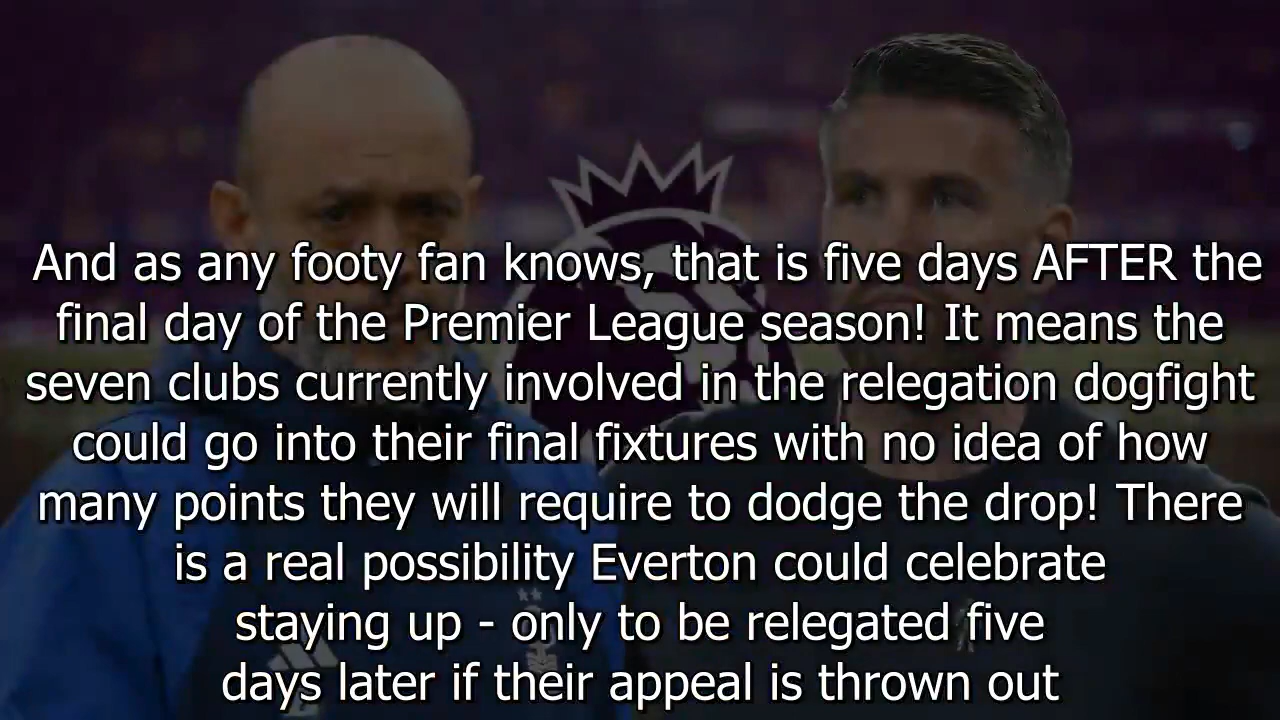 And as any footy fan knows, that is five days AFTER the
final day of the Premier League season! It means the
seven clubs currently involved in the relegation dogfight
could go into their final fixtures with no idea of how
many points they will require to dodge the drop! There
is a real possibility Everton could celebrate
staying up - only to be relegated five
days later if their appeal is thrown out